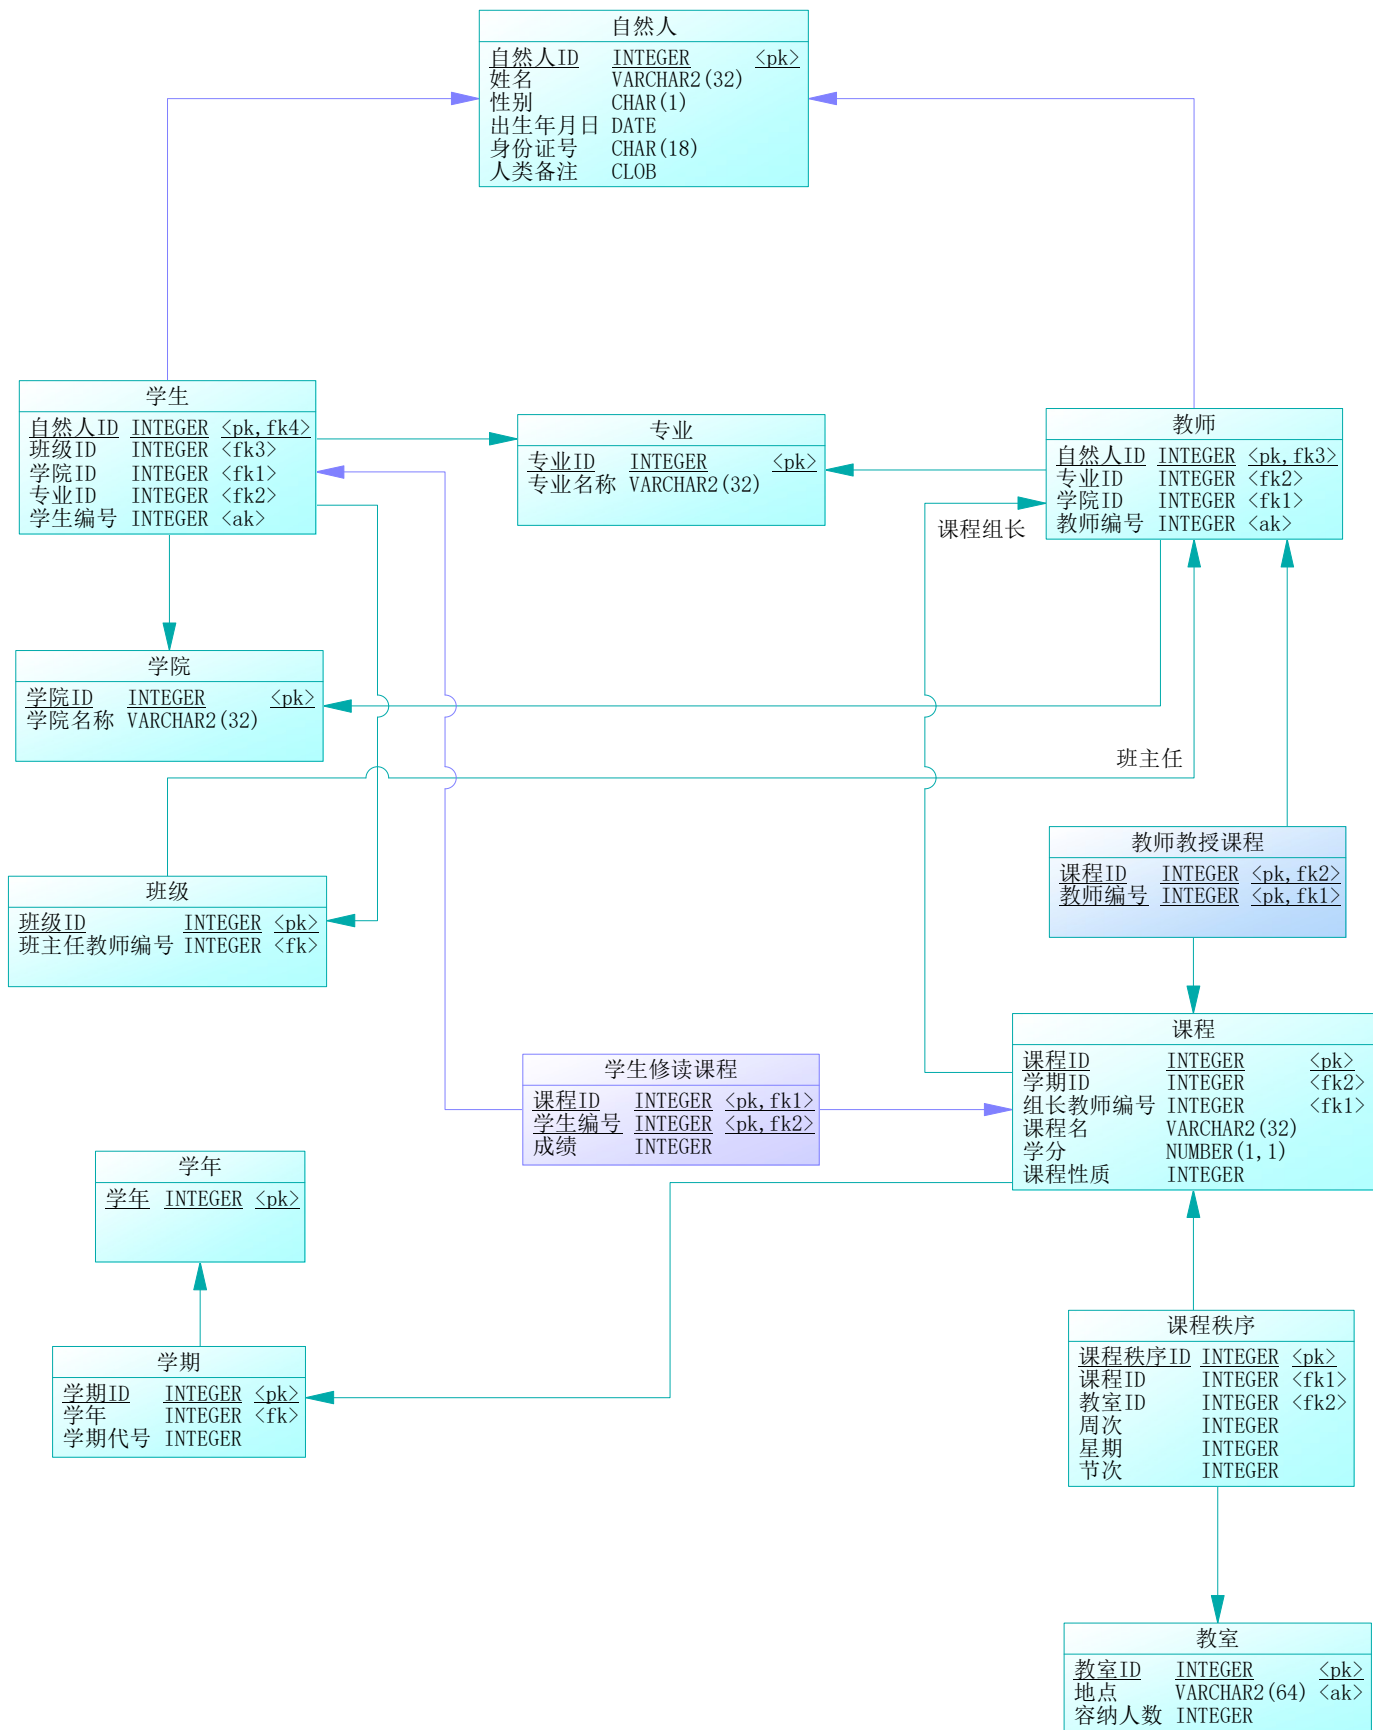 自然人
自然人ID INTEGER <pk>
姓名 VARCHAR2(32)
性别 CHAR(1)
出生年月日 DATE
身份证号 CHAR(18)
人类备注 CLOB
学生
自然人ID INTEGER <pk,fk4>
班级ID INTEGER <fk3>
学院ID INTEGER <fk1>
专业ID INTEGER <fk2>
学生编号 INTEGER <ak>
专业
专业ID INTEGER <pk>
专业名称 VARCHAR2(32)
教师
自然人ID INTEGER <pk,fk3>
专业ID INTEGER <fk2>
学院ID INTEGER <fk1>
教师编号 INTEGER <ak>
课程组长
学院
学院ID INTEGER <pk>
学院名称 VARCHAR2(32)
班主任
教师教授课程
课程ID INTEGER <pk,fk2>
教师编号 INTEGER <pk,fk1>
班级
班级ID INTEGER <pk>
班主任教师编号 INTEGER <fk>
课程
课程ID INTEGER <pk>
学期ID INTEGER <fk2>
组长教师编号 INTEGER <fk1>
课程名 VARCHAR2(32)
学分 NUMBER(1,1)
课程性质 INTEGER
学生修读课程
课程ID INTEGER <pk,fk1>
学生编号 INTEGER <pk,fk2>
成绩 INTEGER
学年
学年 INTEGER <pk>
学期
学期ID INTEGER <pk>
学年 INTEGER <fk>
学期代号 INTEGER
课程秩序
课程秩序ID INTEGER <pk>
课程ID INTEGER <fk1>
教室ID INTEGER <fk2>
周次 INTEGER
星期 INTEGER
节次 INTEGER
教室
教室ID INTEGER <pk>
地点 VARCHAR2(64) <ak>
容纳人数 INTEGER